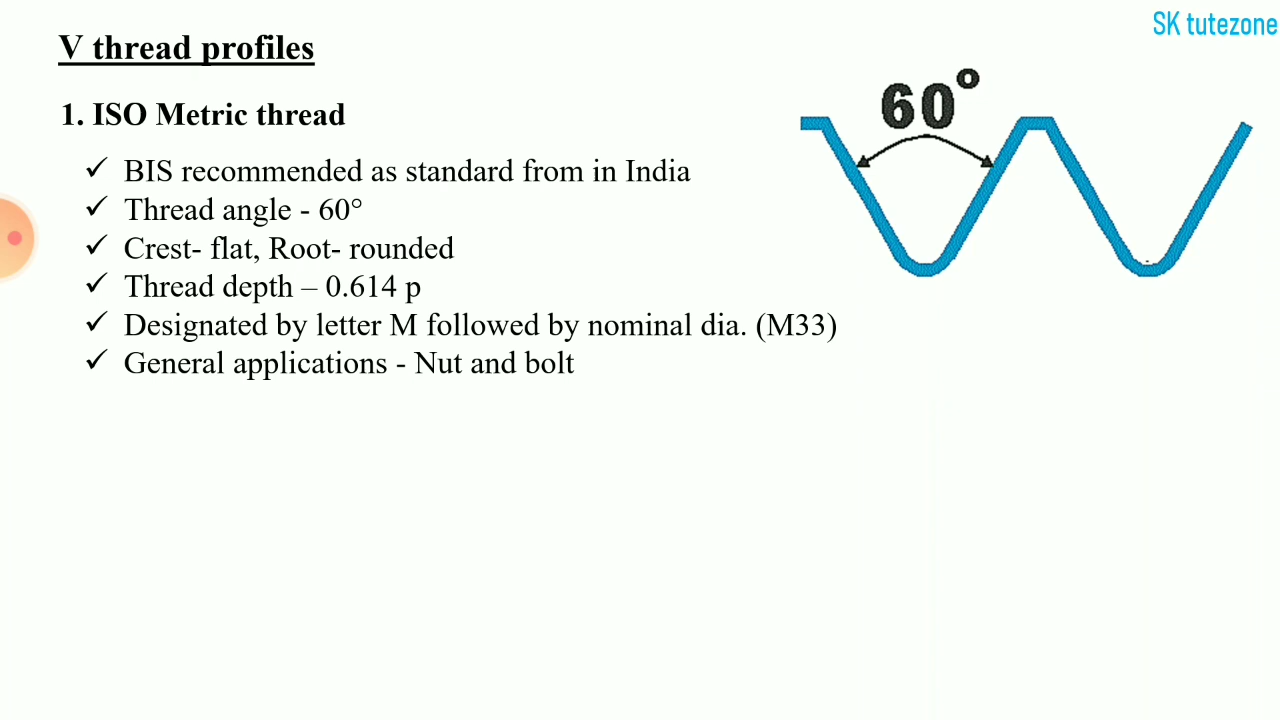 SK tutezone
V thread profiles
1. ISO Metric thread
✓ BIS recommended as standard from in India
✓ Thread angle - 60°
✓ Crest- flat, Root- rounded
✓ Thread depth – 0.614 p
✓ Designated by letter M followed by nominal dia. (M33)
✓ General applications - Nut and bolt
60°